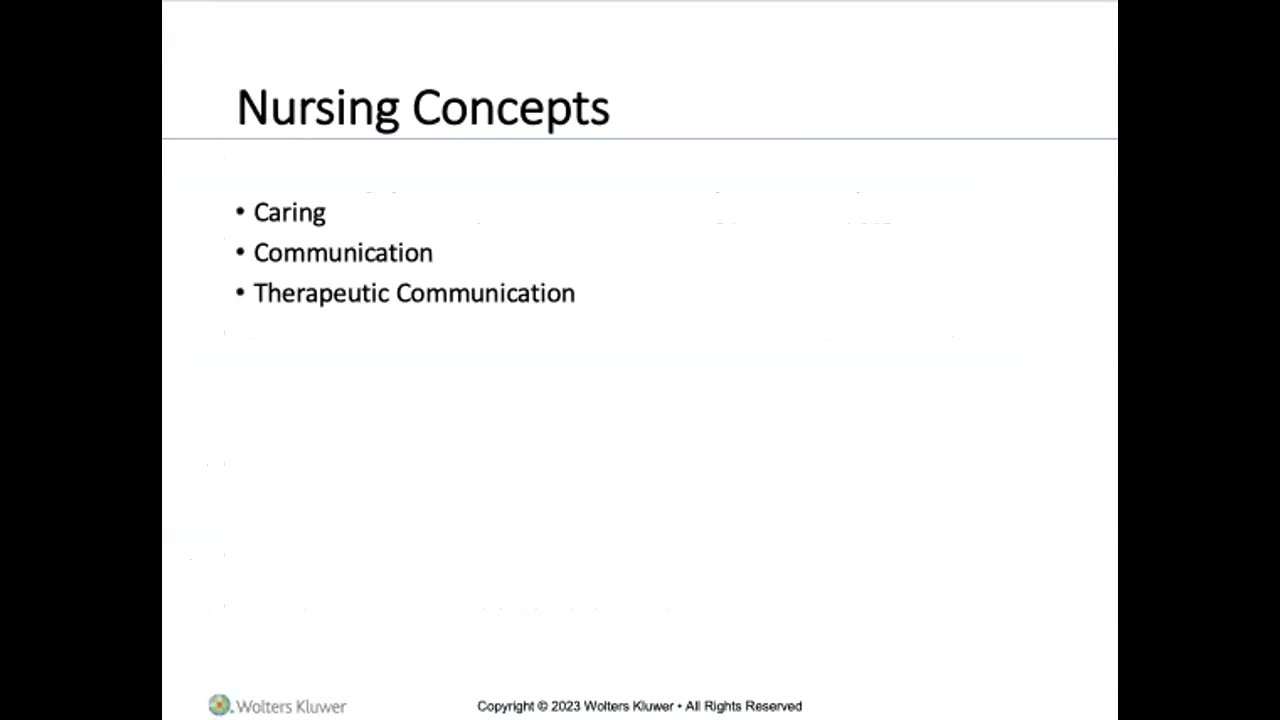 Nursing Concepts
• Caring
• Communication
• Therapeutic Communication
Wolters Kluwer
Copyright © 2023 Wolters Kluwer • All Rights Reserved